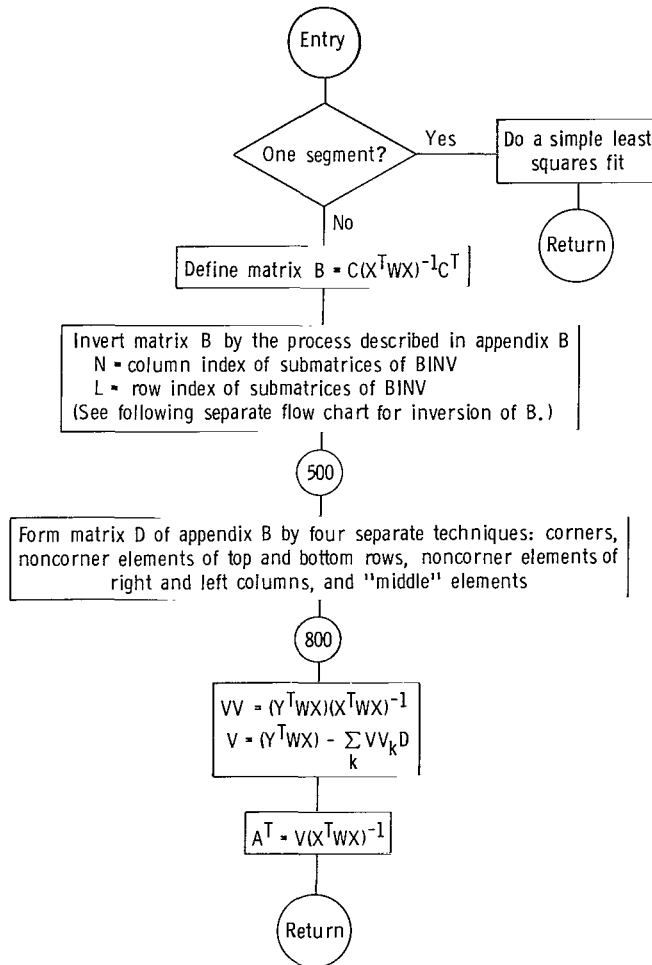 Entry
One segment?
Yes
Do a simple least
squares fit
Return
No
Define matrix B = C(X^TWX)^-1C^T
Invert matrix B by the process described in appendix B
N = column index of submatrices of BINV
L = row index of submatrices of BINV
(See following separate flow chart for inversion of B.)
500
Form matrix D of appendix B by four separate techniques: corners,
noncorner elements of top and bottom rows, noncorner elements of
right and left columns, and "middle" elements
800
VV = (Y^TWX)(X^TWX)^-1
V = (Y^TWX) - Σ VV_kD
k
A^T = V(X^TWX)^-1
Return